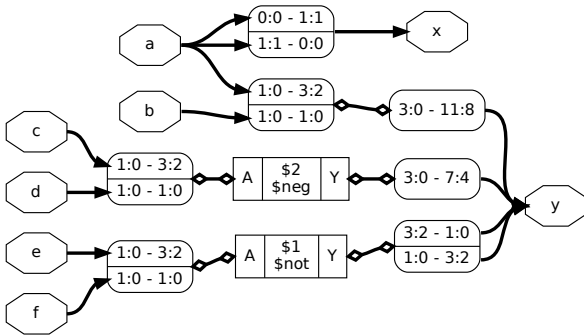 a
0:0 - 1:1
1:1 - 0:0
x
b
1:0 - 3:2
1:0 - 1:0
3:0 - 11:8
c
d
1:0 - 3:2
1:0 - 1:0
A
$2
$neg
Y
3:0 - 7:4
y
e
f
1:0 - 3:2
1:0 - 1:0
A
$1
$not
Y
3:2 - 1:0
1:0 - 3:2